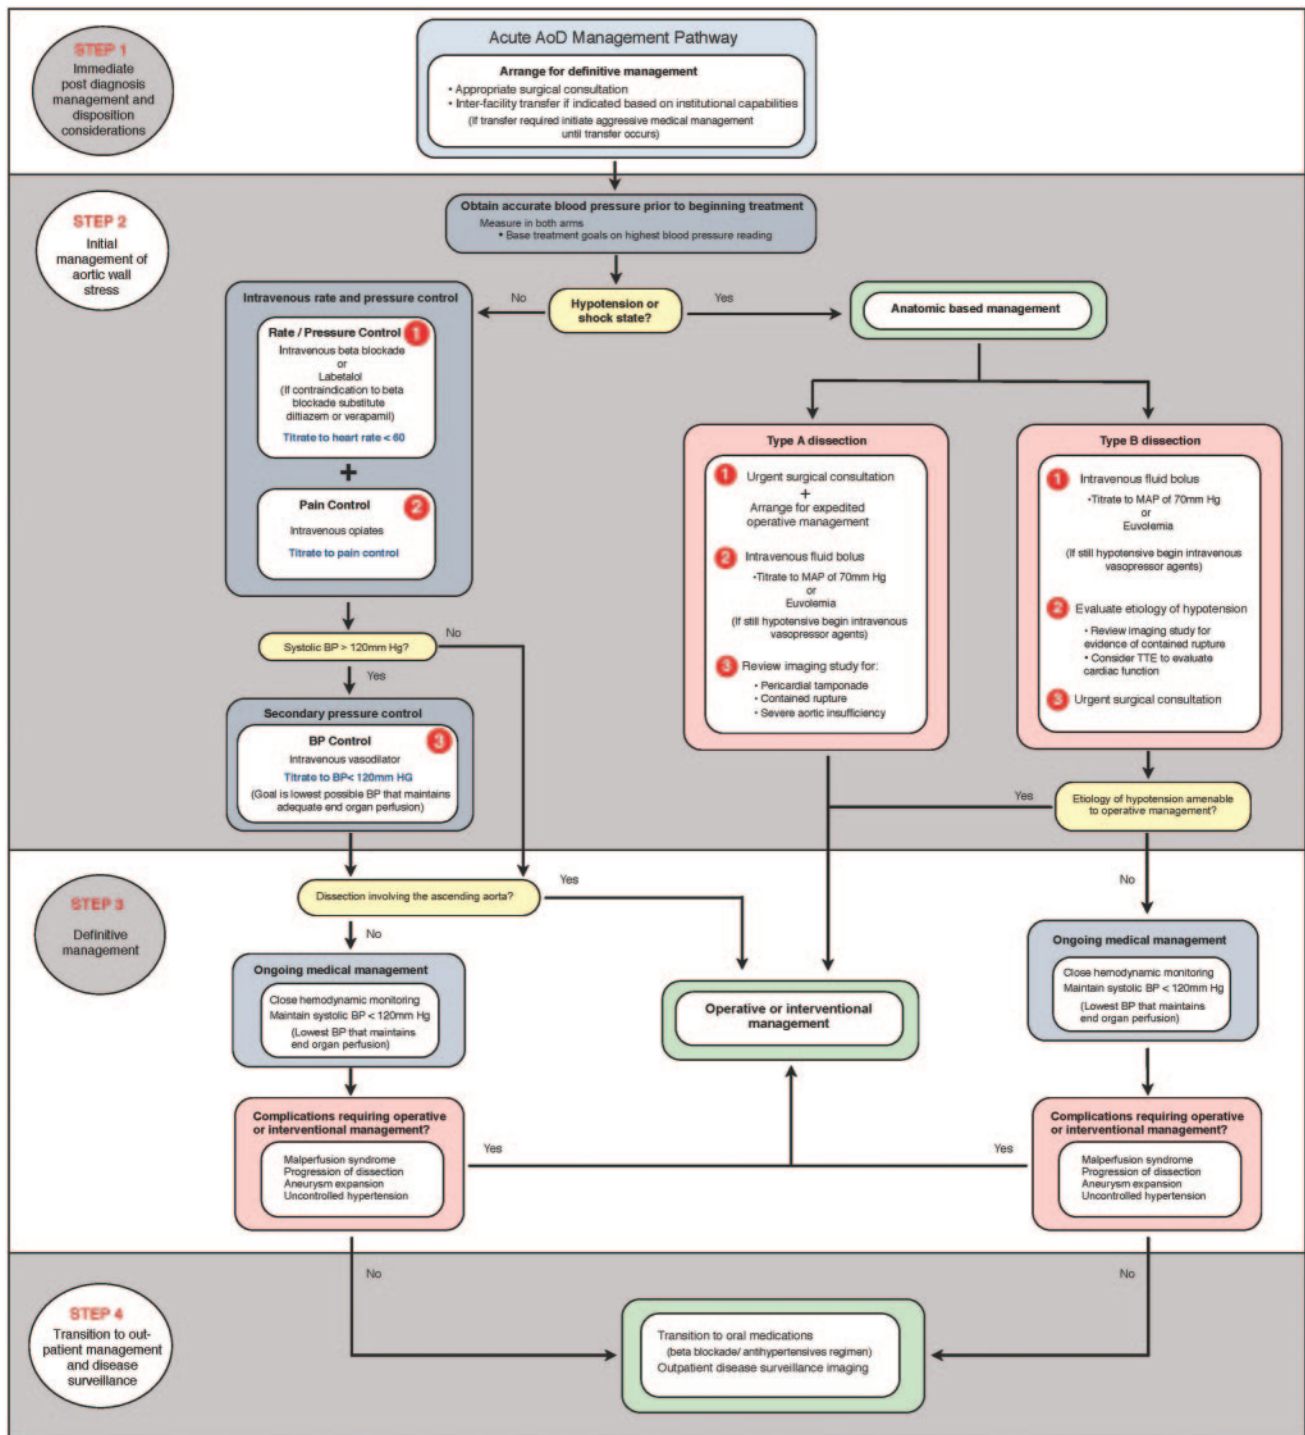 STEP 1
Immediate
post diagnosis
management and
disposition
considerations
Acute AoD Management Pathway
Arrange for definitive management
• Appropriate surgical consultation
• Inter-facility transfer if indicated based on institutional capabilities
(If transfer required initiate aggressive medical management
until transfer occurs)
STEP 2
Initial
management of
aortic wall
stress
Obtain accurate blood pressure prior to beginning treatment
Measure in both arms
• Base treatment goals on highest blood pressure reading
Hypotension or
shock state?
No
Yes
Intravenous rate and pressure control
Rate / Pressure Control
1
Intravenous beta blockade
or
Labetalol
(If contraindication to beta
blockade substitute
diltiazem or verapamil)
Titrate to heart rate < 60
+
Pain Control
2
Intravenous opiates
Titrate to pain control
Systolic BP > 120mm Hg?
No
Yes
Secondary pressure control
BP Control
3
Intravenous vasodilator
Titrate to BP< 120mm HG
(Goal is lowest possible BP that maintains
adequate end organ perfusion)
Anatomic based management
Type A dissection
1 Urgent surgical consultation
+
Arrange for expedited
operative management
2 Intravenous fluid bolus
•Titrate to MAP of 70mm Hg
or
Euvolemia
(If still hypotensive begin intravenous
vasopressor agents)
3 Review imaging study for:
• Pericardial tamponade
• Contained rupture
• Severe aortic insufficiency
Type B dissection
1 Intravenous fluid bolus
•Titrate to MAP of 70mm Hg
or
Euvolemia
(If still hypotensive begin intravenous
vasopressor agents)
2 Evaluate etiology of hypotension
• Review imaging study for
evidence of contained rupture
• Consider TTE to evaluate
cardiac function
3 Urgent surgical consultation
Etiology of hypotension amenable
to operative management?
Yes
No
STEP 3
Definitive
management
Dissection involving the ascending aorta?
Yes
No
Ongoing medical management
Close hemodynamic monitoring
Maintain systolic BP < 120mm Hg
(Lowest BP that maintains
end organ perfusion)
Operative or interventional
management
Ongoing medical management
Close hemodynamic monitoring
Maintain systolic BP < 120mm Hg
(Lowest BP that maintains
end organ perfusion)
Complications requiring operative
or interventional management?
Malperfusion syndrome
Progression of dissection
Aneurysm expansion
Uncontrolled hypertension
Yes
Yes
Complications requiring operative
or interventional management?
Malperfusion syndrome
Progression of dissection
Aneurysm expansion
Uncontrolled hypertension
No
No
STEP 4
Transition to out-
patient management
and disease
surveillance
Transition to oral medications
(beta blockade/ antihypertensives regimen)
Outpatient disease surveillance imaging